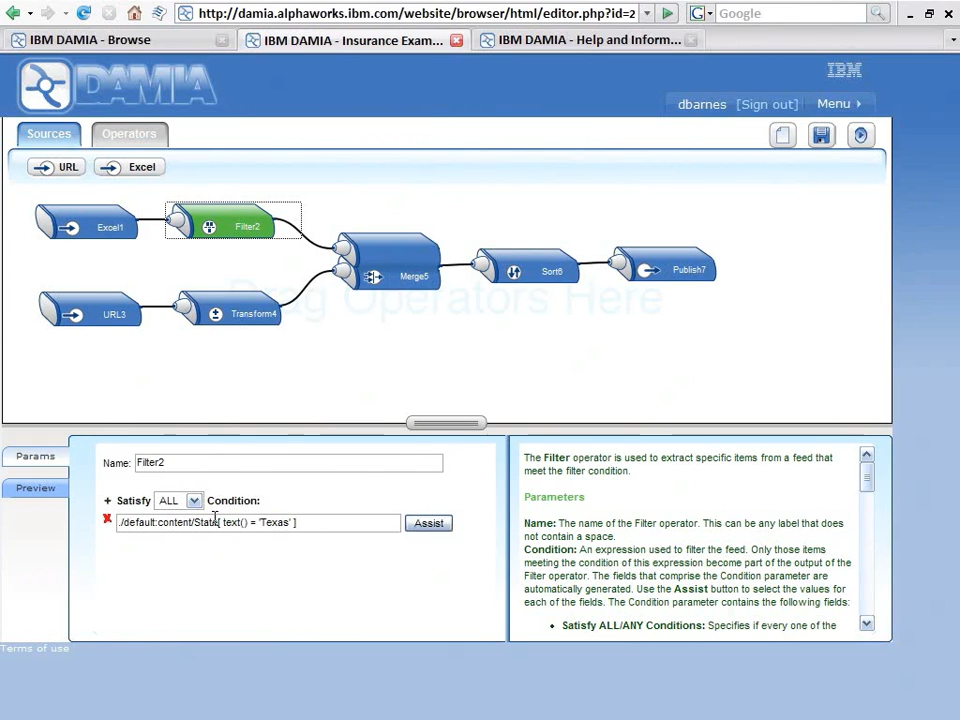 http://damia.alphaworks.ibm.com/website/browser/html/editor.php?id=2
Google
IBM DAMIA - Browse
IBM DAMIA - Insurance Exam...
IBM DAMIA - Help and Inform...
DAMIA
IBM
dbarnes [Sign out] Menu
Sources Operators
URL Excel
Excel1
Filter2
Merge5
Sort6
Publish7
Drag Operators Here
URL3
Transform4
Params
Preview
Name: Filter2
+ Satisfy ALL Condition:
./default:content/State[ text() = 'Texas' ]
Assist
The Filter operator is used to extract specific items from a feed that
meet the filter condition.
Parameters
Name: The name of the Filter operator. This can be any label that does
not contain a space.
Condition: An expression used to filter the feed. Only those items
meeting the condition of this expression become part of the output of the
Filter operator. The fields that comprise the Condition parameter are
automatically generated. Use the Assist button to select the values for
each of the fields. The Condition parameter contains the following fields:
• Satisfy ALL/ANY Conditions: Specifies if every one of the
Terms of use